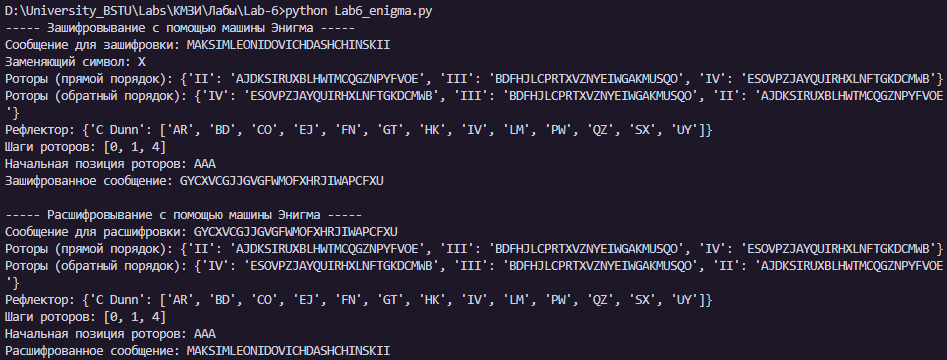 D:\University_BSTU\Labs\КМЗИ\Лабы\Lab-6>python Lab6_enigma.py
----- Зашифровывание с помощью машины Энигма -----
Сообщение для зашифровки: MAKSIMLEONIDOVICHDASHCHINSKII
Заменяющий символ: X
Роторы (прямой порядок): {'II': 'AJDKSIRUXBLHWTMCQGZNPYFVOE', 'III': 'BDFHJLCPRTXVZNYEIWGAKMUSQO', 'IV': 'ESOVPZJAYQUIRHXLNFTGKDCMWB'}
Роторы (обратный порядок): {'IV': 'ESOVPZJAYQUIRHXLNFTGKDCMWB', 'III': 'BDFHJLCPRTXVZNYEIWGAKMUSQO', 'II': 'AJDKSIRUXBLHWTMCQGZNPYFVOE
'}
Рефлектор: {'C Dunn': ['AR', 'BD', 'CO', 'EJ', 'FN', 'GT', 'HK', 'IV', 'LM', 'PW', 'QZ', 'SX', 'UY']}
Шаги роторов: [0, 1, 4]
Начальная позиция роторов: AAA
Зашифрованное сообщение: GYCXVCGJJGVGFWMOFXHRJIWAPCFXU
----- Расшифровывание с помощью машины Энигма -----
Сообщение для расшифровки: GYCXVCGJJGVGFWMOFXHRJIWAPCFXU
Роторы (прямой порядок): {'II': 'AJDKSIRUXBLHWTMCQGZNPYFVOE', 'III': 'BDFHJLCPRTXVZNYEIWGAKMUSQO', 'IV': 'ESOVPZJAYQUIRHXLNFTGKDCMWB'}
Роторы (обратный порядок): {'IV': 'ESOVPZJAYQUIRHXLNFTGKDCMWB', 'III': 'BDFHJLCPRTXVZNYEIWGAKMUSQO', 'II': 'AJDKSIRUXBLHWTMCQGZNPYFVOE
'}
Рефлектор: {'C Dunn': ['AR', 'BD', 'CO', 'EJ', 'FN', 'GT', 'HK', 'IV', 'LM', 'PW', 'QZ', 'SX', 'UY']}
Шаги роторов: [0, 1, 4]
Начальная позиция роторов: AAA
Расшифрованное сообщение: MAKSIMLEONIDOVICHDASHCHINSKII